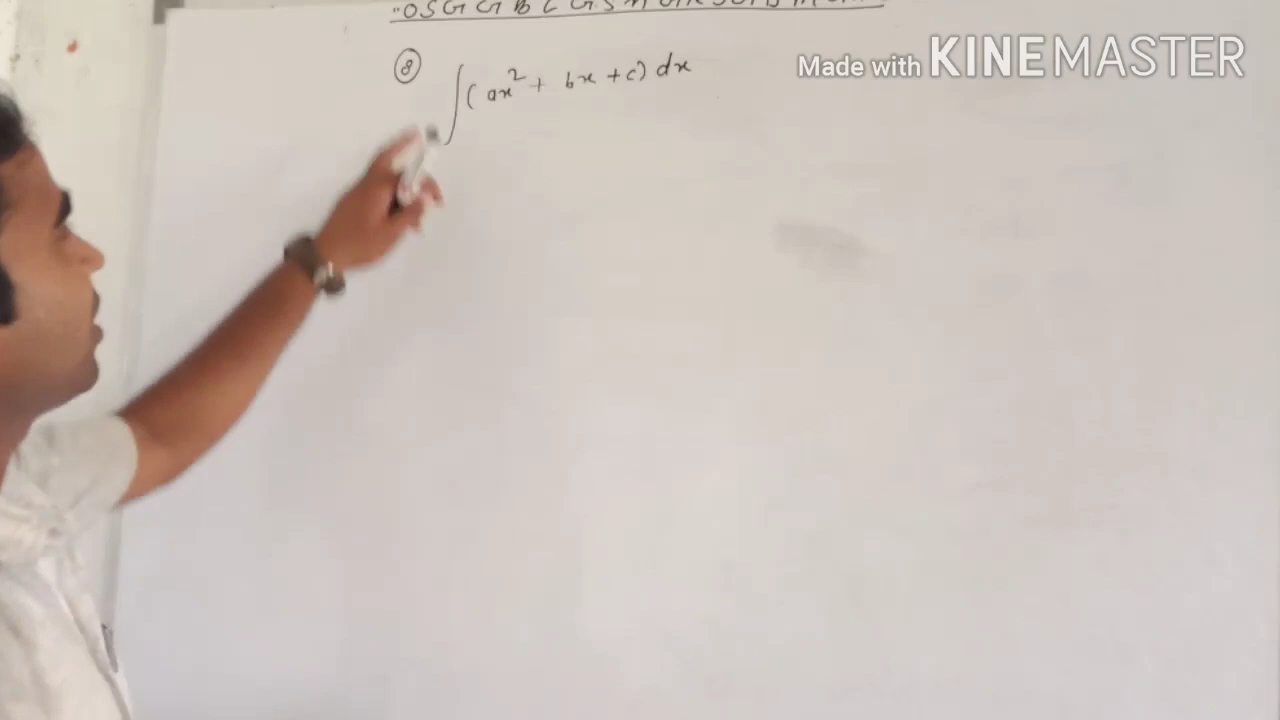 Made with KINEMASTER
⑧ ∫(ax² + bx + c) dx